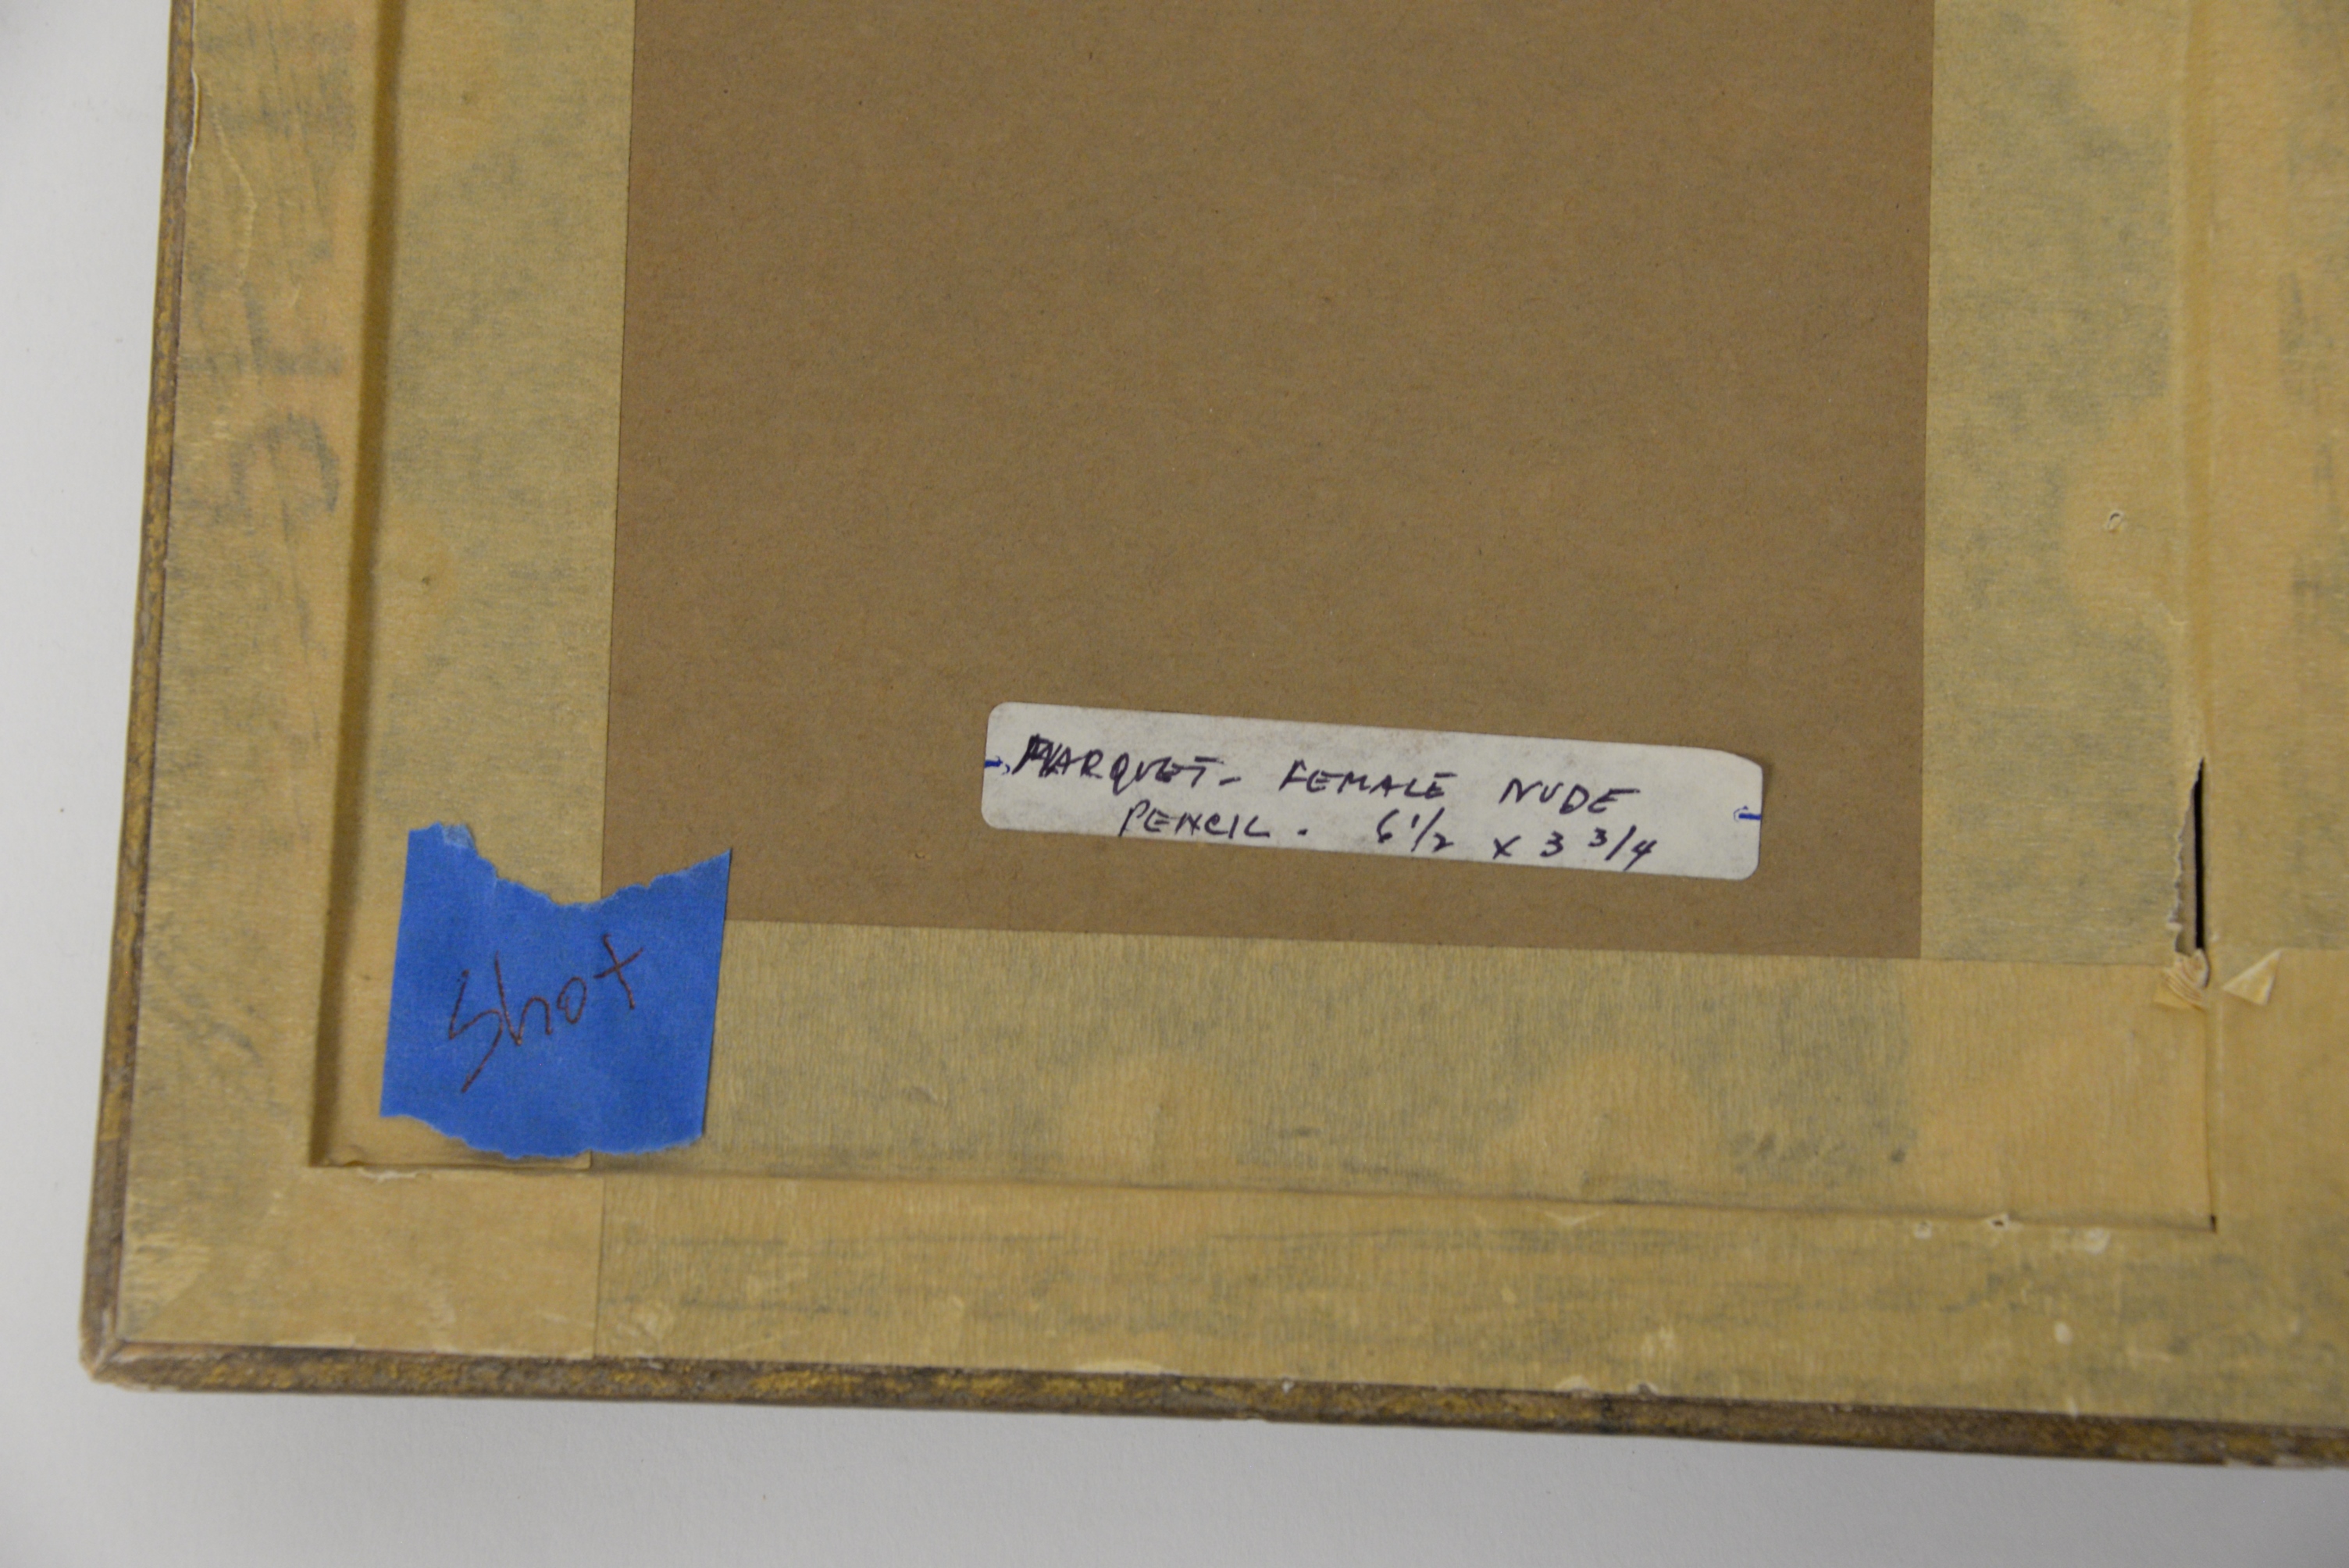 MARQUET- FEMALE NUDE
PENCIL. 6 1/2 x 3 3/4
Shot